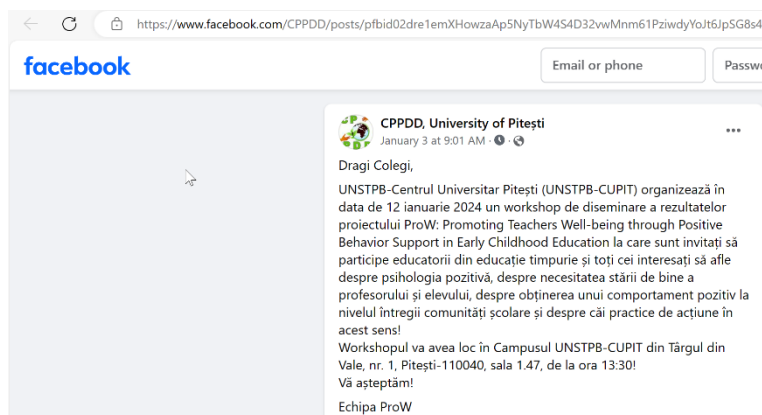 https://www.facebook.com/CPPDD/posts/pfbid02dre1emXHowzaAp5NyTbW4S4D32vwMnm61PziwdyYoJt6JpSG8s4
facebook
Email or phone
Passwo
CPPDD, University of Pitești
January 3 at 9:01 AM ·
Dragi Colegi,
UNSTPB-Centrul Universitar Pitești (UNSTPB-CUPIT) organizează în
data de 12 ianuarie 2024 un workshop de diseminare a rezultatelor
proiectului ProW: Promoting Teachers Well-being through Positive
Behavior Support in Early Childhood Education la care sunt invitați să
participe educatorii din educație timpurie și toți cei interesați să afle
despre psihologia pozitivă, despre necesitatea stării de bine a
profesorului și elevului, despre obținerea unui comportament pozitiv la
nivelul întregii comunități școlare și despre căi practice de acțiune în
acest sens!
Workshopul va avea loc în Campusul UNSTPB-CUPIT din Târgul din
Vale, nr. 1, Pitești-110040, sala 1.47, de la ora 13:30!
Vă așteptăm!
Echipa ProW